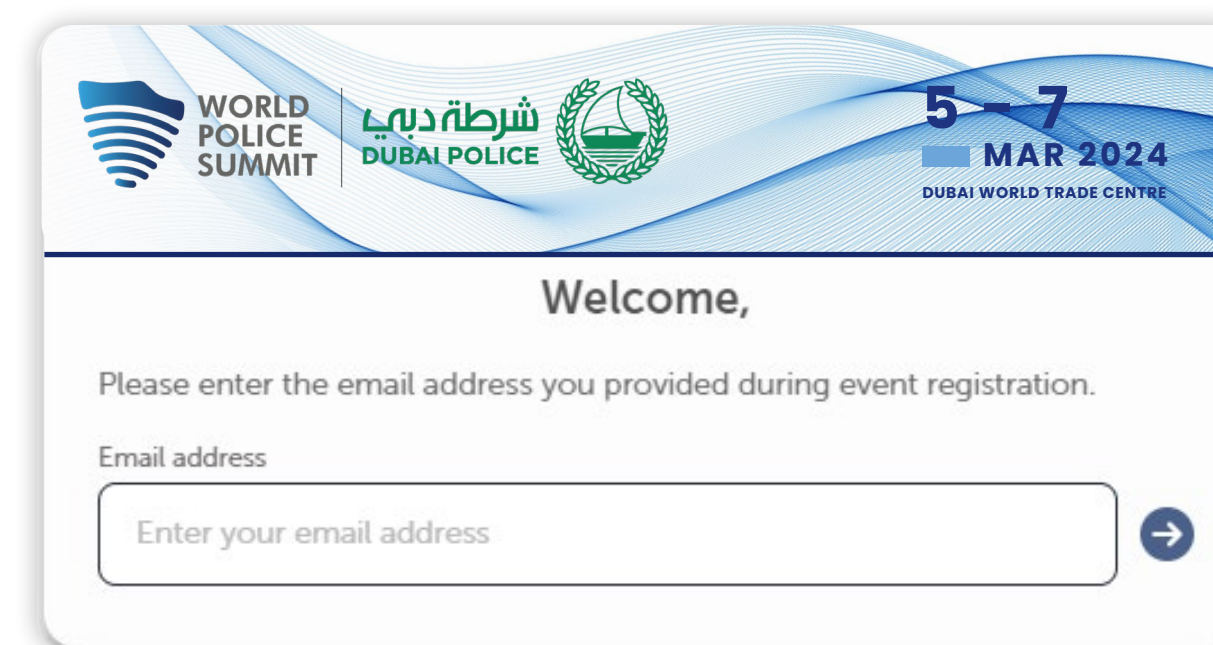 WORLD
POLICE
SUMMIT
شرطة دبي
DUBAI POLICE
5 – 7
MAR 2024
DUBAI WORLD TRADE CENTRE
Welcome,
Please enter the email address you provided during event registration.
Email address
Enter your email address